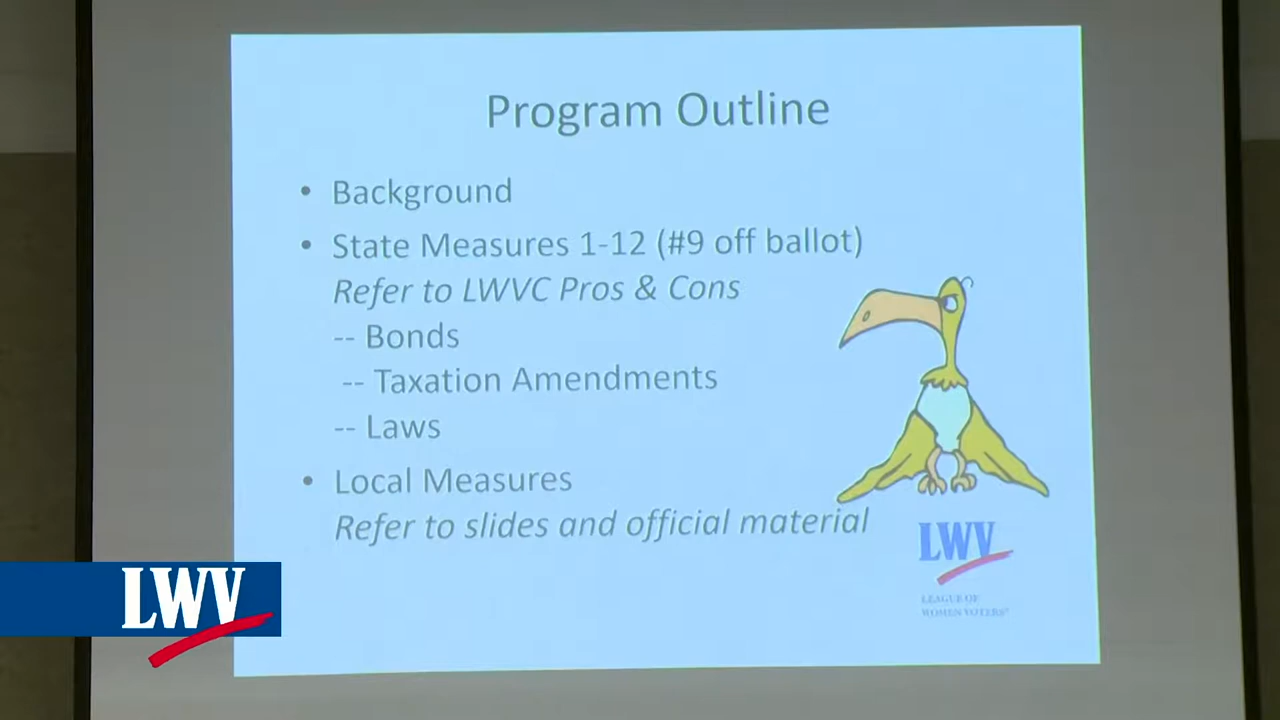 Program Outline
• Background
• State Measures 1-12 (#9 off ballot)
Refer to LWVC Pros & Cons
-- Bonds
-- Taxation Amendments
-- Laws
• Local Measures
Refer to slides and official material
LWV
LEAGUE OF
WOMEN VOTERS®
LWV